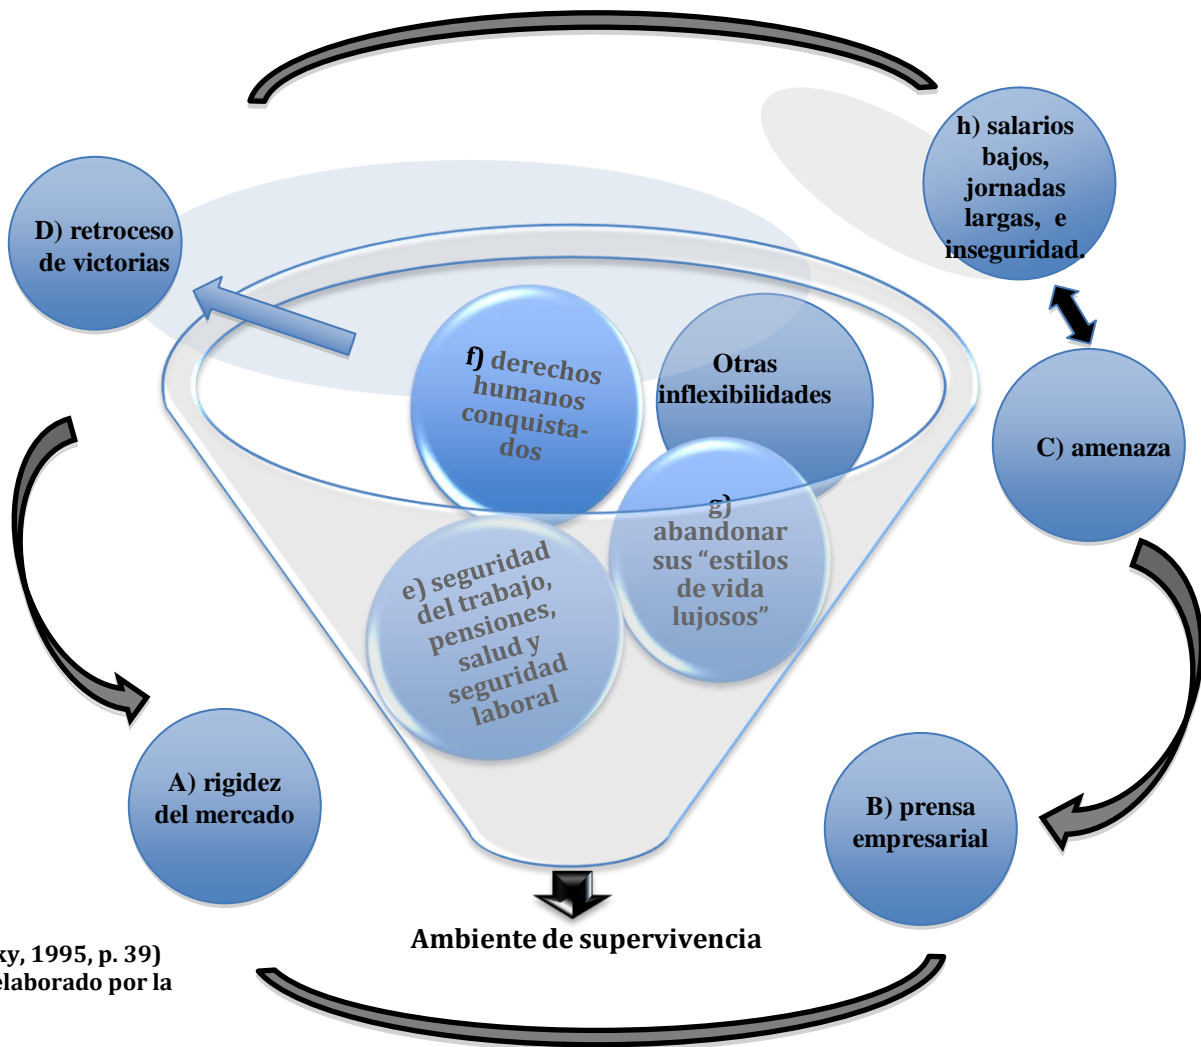 h) salarios
bajos,
jornadas
largas, e
inseguridad.
D) retroceso
de victorias
f) derechos
humanos
conquista-
dos
Otras
inflexibilidades
C) amenaza
g)
abandonar
sus “estilos
de vida
lujosos”
e) seguridad
del trabajo,
pensiones,
salud y
seguridad
laboral
A) rigidez
del mercado
B) prensa
empresarial
Ambiente de supervivencia
ky, 1995, p. 39)
elaborado por la